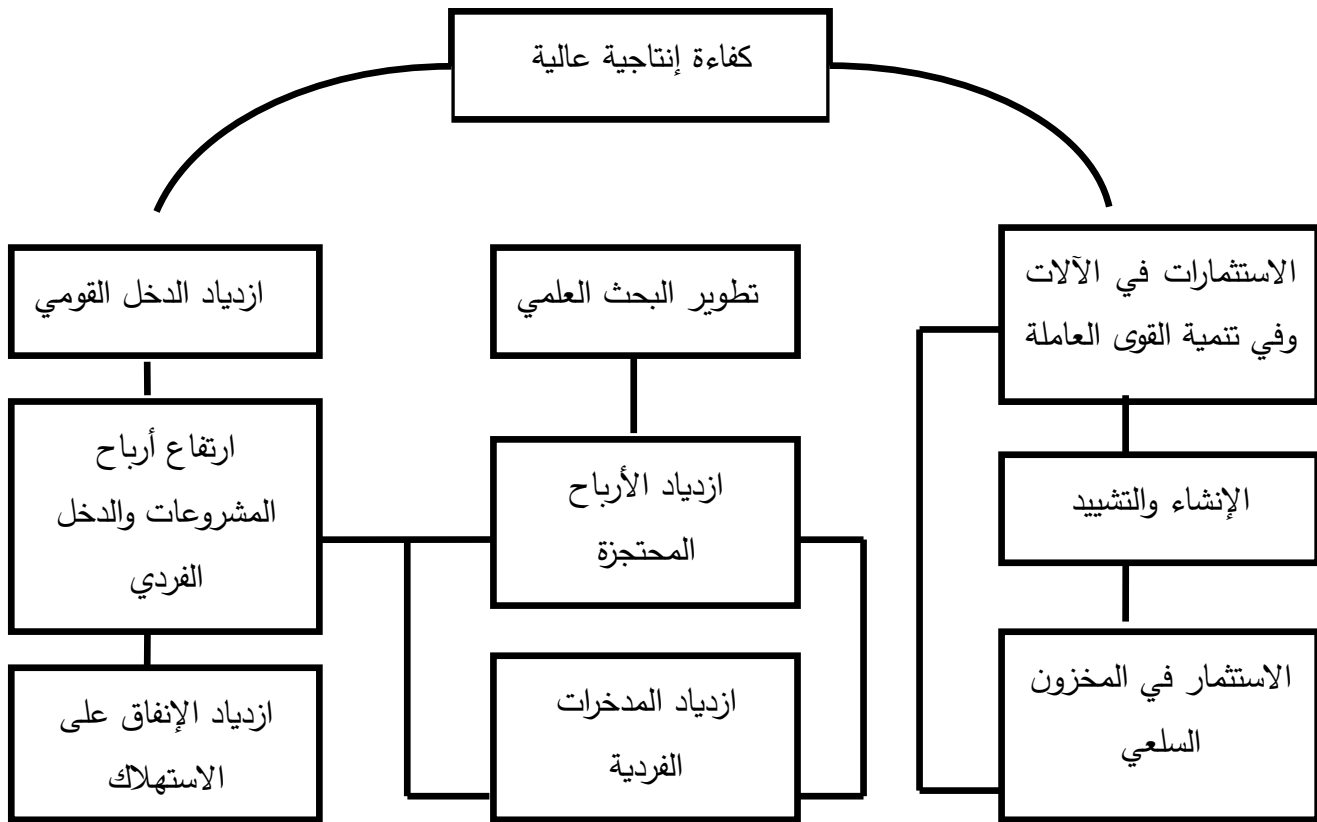 كفاءة إنتاجية عالية
الاستثمارات في الآلات
وفي تنمية القوى العاملة
الإنشاء والتشييد
الاستثمار في المخزون
السلعي
تطوير البحث العلمي
ازدياد الأرباح
المحتجزة
ازدياد المدخرات
الفردية
ازدياد الدخل القومي
ارتفاع أرباح
المشروعات والدخل
الفردي
ازدياد الإنفاق على
الاستهلاك